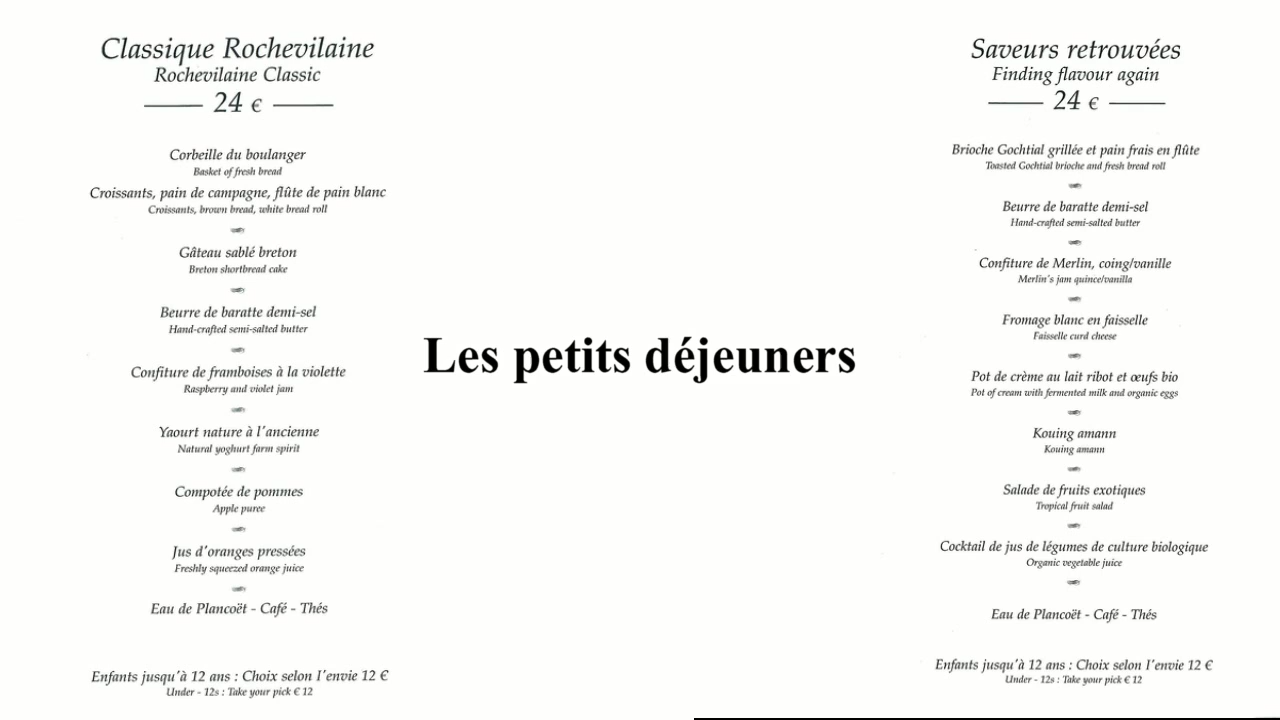 Classique Rochevilaine
Rochevilaine Classic
24 €
Corbeille du boulanger
Basket of fresh bread
Croissants, pain de campagne, flûte de pain blanc
Croissants, brown bread, white bread roll
Gâteau sablé breton
Breton shortbread cake
Beurre de baratte demi-sel
Hand-crafted semi-salted butter
Confiture de framboises à la violette
Raspberry and violet jam
Yaourt nature à l'ancienne
Natural yoghurt farm spirit
Compotée de pommes
Apple puree
Jus d'oranges pressées
Freshly squeezed orange juice
Eau de Plancoët - Café - Thés
Enfants jusqu'à 12 ans : Choix selon l'envie 12 €
Under - 12s : Take your pick € 12
Les petits déjeuners
Saveurs retrouvées
Finding flavour again
24 €
Brioche Gochtial grillée et pain frais en flûte
Toasted Gochtial brioche and fresh bread roll
Beurre de baratte demi-sel
Hand-crafted semi-salted butter
Confiture de Merlin, coing/vanille
Merlin's jam quince/vanilla
Fromage blanc en faisselle
Faisselle curd cheese
Pot de crème au lait ribot et œufs bio
Pot of cream with fermented milk and organic eggs
Kouing amann
Kouing amann
Salade de fruits exotiques
Tropical fruit salad
Cocktail de jus de légumes de culture biologique
Organic vegetable juice
Eau de Plancoët - Café - Thés
Enfants jusqu'à 12 ans : Choix selon l'envie 12 €
Under - 12s : Take your pick € 12